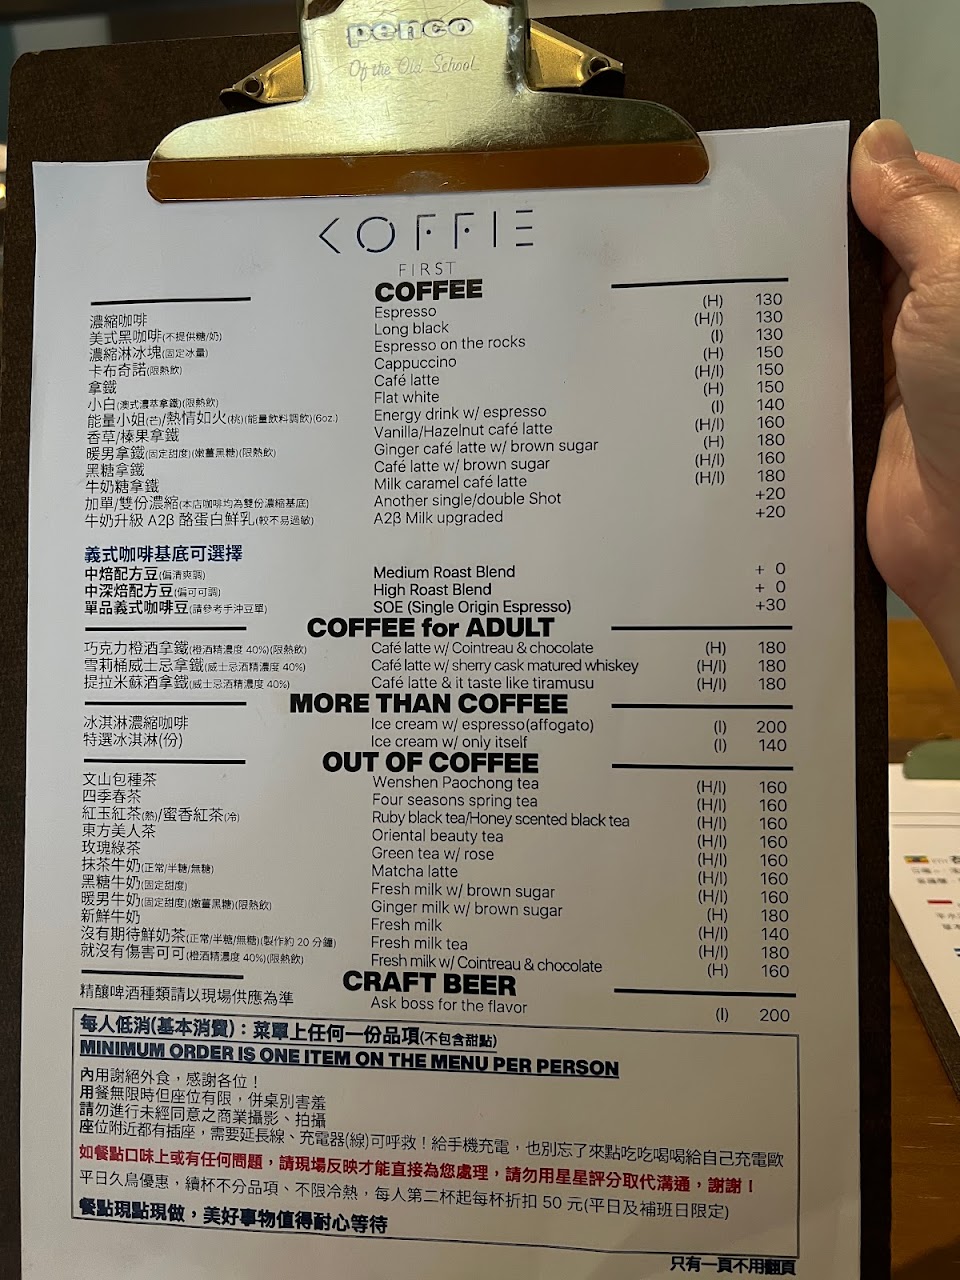 penco
Of the Old School
KOFFIE
FIRST
COFFEE
濃縮咖啡 Espresso (H) 130
美式黑咖啡(不提供糖/奶) Long black (H/I) 130
濃縮淋冰塊(固定冰量) Espresso on the rocks (I) 130
卡布奇諾(限熱飲) Cappuccino (H) 150
拿鐵 Café latte (H/I) 150
小白(澳式濃萃拿鐵)(限熱飲) Flat white (H) 150
能量小姐(芒)/熱情如火(桃)(能量飲料調飲)(6oz.) Energy drink w/ espresso (I) 140
香草/榛果拿鐵 Vanilla/Hazelnut café latte (H/I) 160
暖男拿鐵(固定甜度)(嫩薑黑糖)(限熱飲) Ginger café latte w/ brown sugar (H) 180
黑糖拿鐵 Café latte w/ brown sugar (H/I) 160
牛奶糖拿鐵 Milk caramel café latte (H/I) 180
加單/雙份濃縮(本店咖啡均為雙份濃縮基底) Another single/double Shot +20
牛奶升級 A2β 酪蛋白鮮乳(較不易過敏) A2β Milk upgraded +20
義式咖啡基底可選擇
中焙配方豆(偏清爽調) Medium Roast Blend + 0
中深焙配方豆(偏可可調) High Roast Blend + 0
單品義式咖啡豆(請參考手沖豆單) SOE (Single Origin Espresso) +30
COFFEE for ADULT
巧克力橙酒拿鐵(橙酒精濃度 40%)(限熱飲) Café latte w/ Cointreau & chocolate (H) 180
雪莉桶威士忌拿鐵(威士忌酒精濃度 40%) Café latte w/ sherry cask matured whiskey (H/I) 180
提拉米蘇酒拿鐵(威士忌酒精濃度 40%) Café latte & it taste like tiramusu (H/I) 180
MORE THAN COFFEE
冰淇淋濃縮咖啡 Ice cream w/ espresso(affogato) (I) 200
特選冰淇淋(份) Ice cream w/ only itself (I) 140
OUT OF COFFEE
文山包種茶 Wenshen Paochong tea (H/I) 160
四季春茶 Four seasons spring tea (H/I) 160
紅玉紅茶(熱)/蜜香紅茶(冷) Ruby black tea/Honey scented black tea (H/I) 160
東方美人茶 Oriental beauty tea (H/I) 160
玫瑰綠茶 Green tea w/ rose (H/I) 160
抹茶牛奶(正常/半糖/無糖) Matcha latte (H/I) 160
黑糖牛奶(固定甜度) Fresh milk w/ brown sugar (H/I) 160
暖男牛奶(固定甜度)(嫩薑黑糖)(限熱飲) Ginger milk w/ brown sugar (H) 180
新鮮牛奶 Fresh milk (H/I) 140
沒有期待鮮奶茶(正常/半糖/無糖)(製作約 20 分鐘) Fresh milk tea (H/I) 180
就沒有傷害可可(橙酒精濃度 40%)(限熱飲) Fresh milk w/ Cointreau & chocolate (H) 160
CRAFT BEER
精釀啤酒種類請以現場供應為準 Ask boss for the flavor (I) 200
每人低消(基本消費)：菜單上任何一份品項(不包含甜點)
MINIMUM ORDER IS ONE ITEM ON THE MENU PER PERSON
內用謝絕外食，感謝各位！
用餐無限時但座位有限，併桌別害羞
請勿進行未經同意之商業攝影、拍攝
座位附近都有插座，需要延長線、充電器(線)可呼救！給手機充電，也別忘了來點吃吃喝喝給自己充電歐
如餐點口味上或有任何問題，請現場反映才能直接為您處理，請勿用星星評分取代溝通，謝謝！
平日久鳥優惠，續杯不分品項、不限冷熱，每人第二杯起每杯折扣 50 元(平日及補班日限定)
餐點現點現做，美好事物值得耐心等待
只有一頁不用翻頁